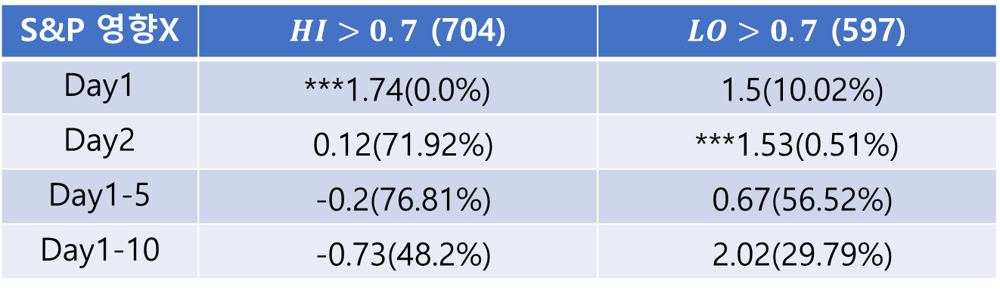 S&P 영향X HI > 0.7 (704) LO > 0.7 (597)
Day1 ***1.74(0.0%) 1.5(10.02%)
Day2 0.12(71.92%) ***1.53(0.51%)
Day1-5 -0.2(76.81%) 0.67(56.52%)
Day1-10 -0.73(48.2%) 2.02(29.79%)